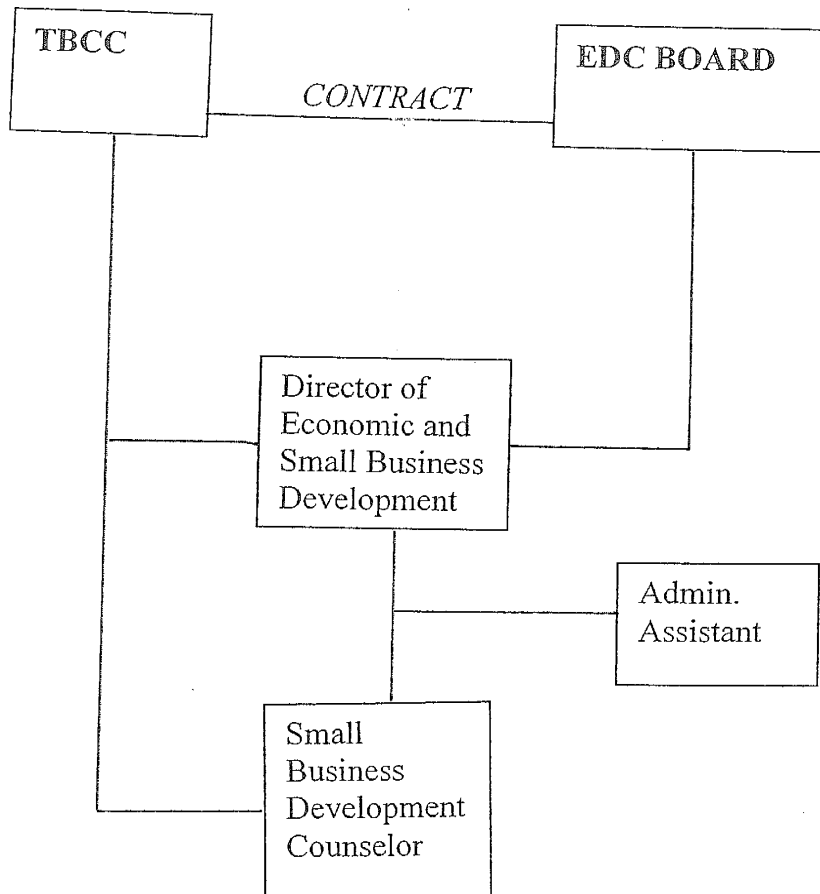 TBCC
EDC BOARD
CONTRACT
Director of
Economic and
Small Business
Development
Admin.
Assistant
Small
Business
Development
Counselor